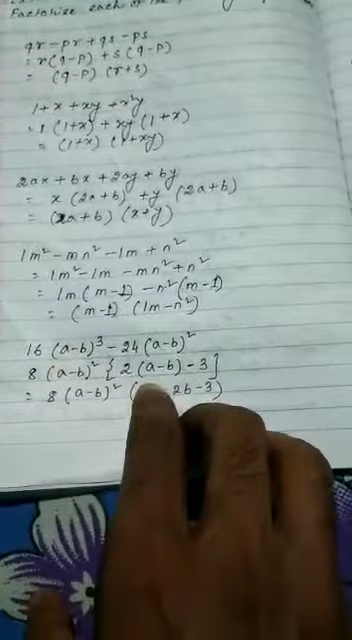 Factorise each of the
qr - pr + qs - ps
= r(q-p) + s(q-p)
= (q-p) (r+s)
1 + x + xy + x²y
= 1 (1+x) + xy (1+x)
= (1+x) (1+xy)
2ax + bx + 2ay + by
= x (2a+b) + y (2a+b)
= (2a+b) (x+y)
lm² - mn² - lm + n²
= lm² - lm - mn² + n²
= lm (m-1) - n² (m-1)
= (m-1) (lm-n²)
16 (a-b)³ - 24 (a-b)²
8 (a-b)² {2(a-b) - 3}
= 8 (a-b)² ( 2b-3)